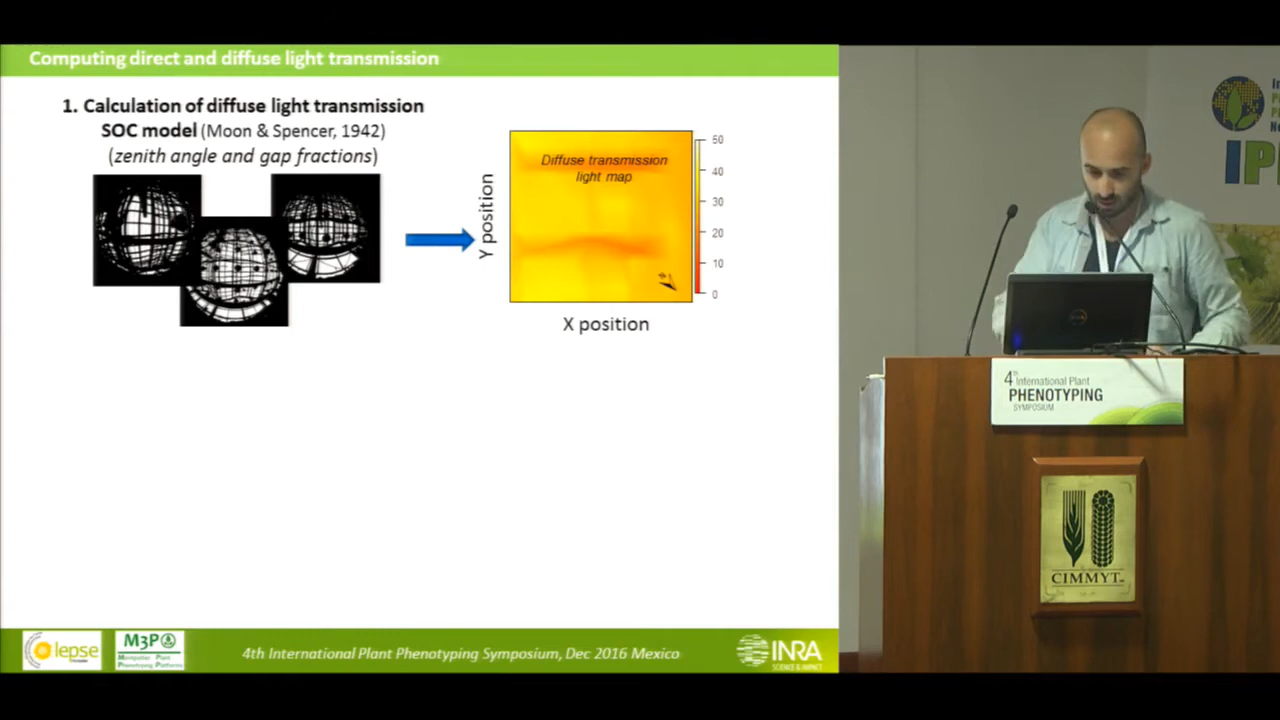 Computing direct and diffuse light transmission
1. Calculation of diffuse light transmission
SOC model (Moon & Spencer, 1942)
(zenith angle and gap fractions)
Y position
Diffuse transmission
light map
50
40
30
20
10
0
X position
lepse
M3P
4th International Plant Phenotyping Symposium, Dec 2016 Mexico
INRA
SCIENCE & IMPACT
4th International Plant
PHENOTYPING
SYMPOSIUM
CIMMYT